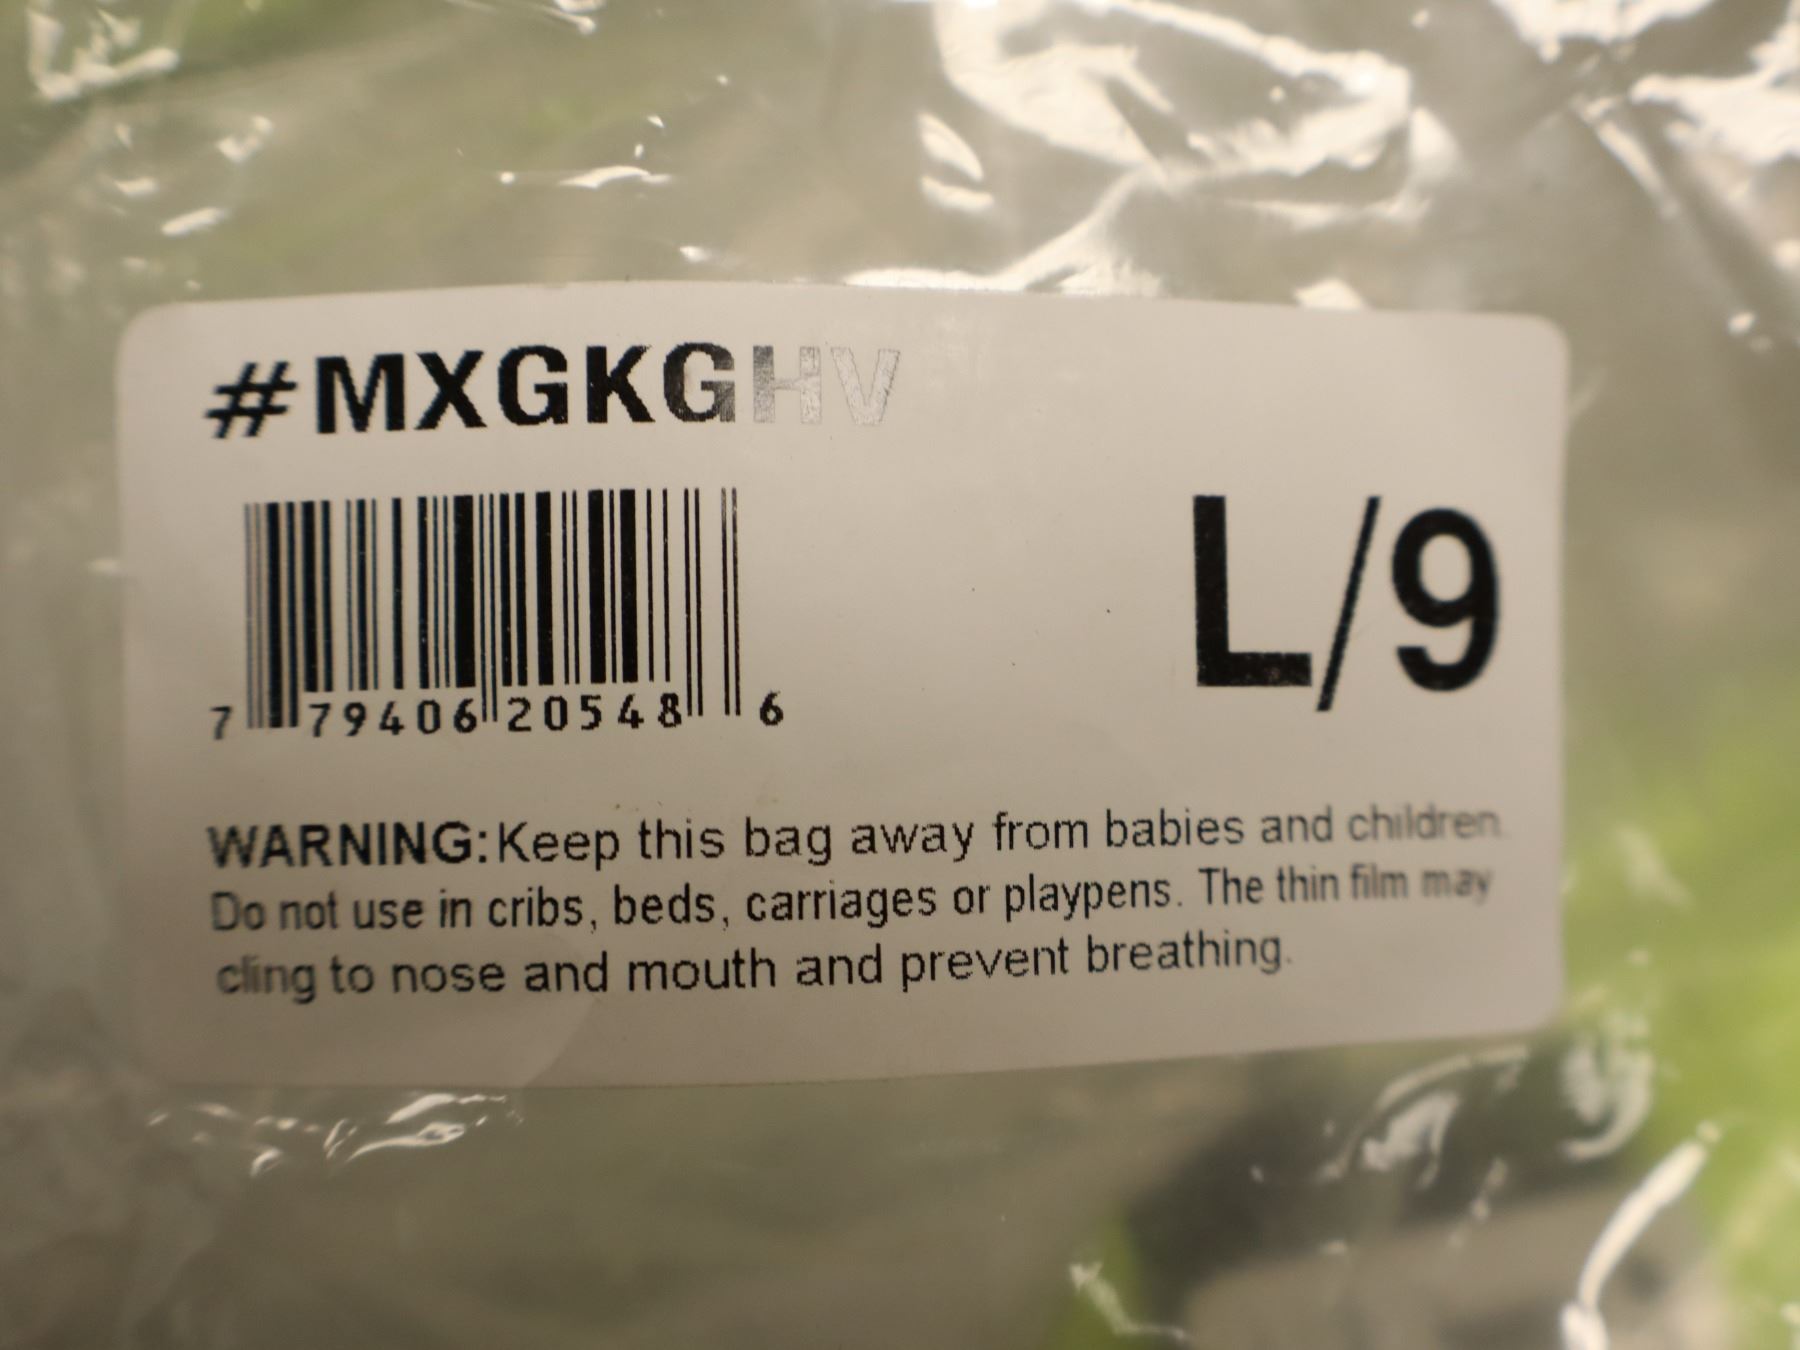 #MXGKGHV
L/9
7 79406 20548 6
WARNING:Keep this bag away from babies and children.
Do not use in cribs, beds, carriages or playpens. The thin film may
cling to nose and mouth and prevent breathing.